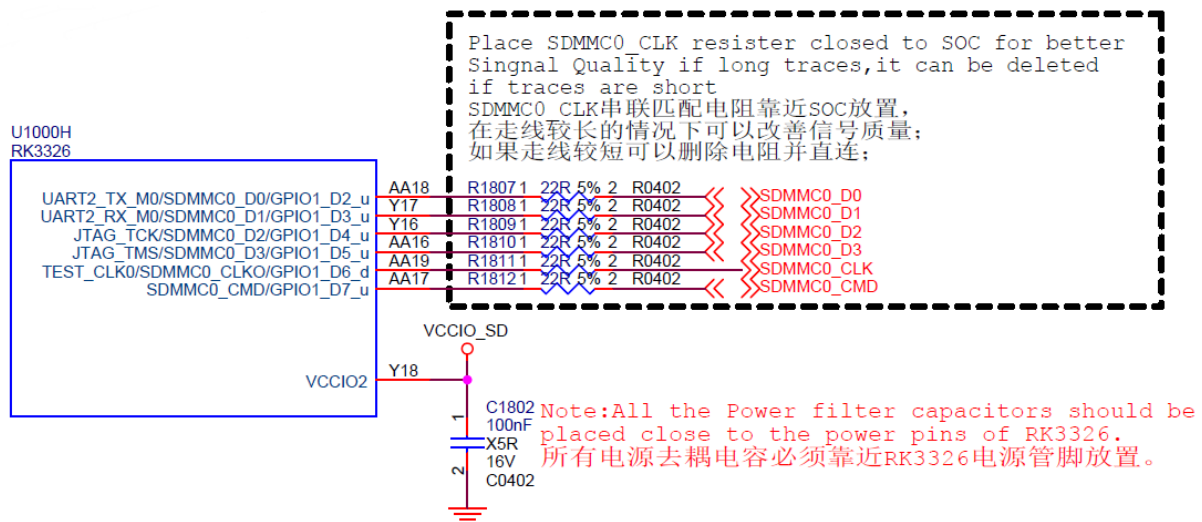 Place SDMMC0_CLK resister closed to SOC for better
Singnal Quality if long traces,it can be deleted
if traces are short
SDMMC0_CLK串联匹配电阻靠近SOC放置，
在走线较长的情况下可以改善信号质量；
如果走线较短可以删除电阻并直连；
U1000H
RK3326
UART2_TX_M0/SDMMC0_D0/GPIO1_D2_u AA18 R1807 1 22R 5% 2 R0402 SDMMC0_D0
UART2_RX_M0/SDMMC0_D1/GPIO1_D3_u Y17 R1808 1 22R 5% 2 R0402 SDMMC0_D1
JTAG_TCK/SDMMC0_D2/GPIO1_D4_u Y16 R1809 1 22R 5% 2 R0402 SDMMC0_D2
JTAG_TMS/SDMMC0_D3/GPIO1_D5_u AA16 R1810 1 22R 5% 2 R0402 SDMMC0_D3
TEST_CLK0/SDMMC0_CLKO/GPIO1_D6_d AA19 R1811 1 22R 5% 2 R0402 SDMMC0_CLK
SDMMC0_CMD/GPIO1_D7_u AA17 R1812 1 22R 5% 2 R0402 SDMMC0_CMD
VCCIO_SD
VCCIO2 Y18
1
2
C1802
100nF
X5R
16V
C0402
Note:All the Power filter capacitors should be
placed close to the power pins of RK3326.
所有电源去耦电容必须靠近RK3326电源管脚放置。